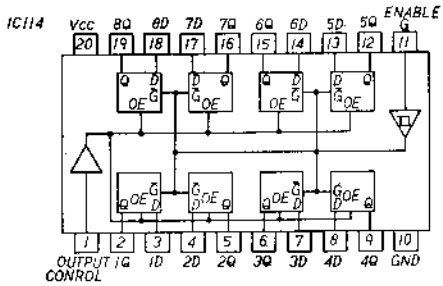 IC114 Vcc 8Q 8D 7D 7Q 6Q 6D 5D 5Q ENABLE G
20 19 18 17 16 15 14 13 12 11
Q D D Q Q D D Q
G G G G
OE OE OE OE
OE G G OE OE G G OE
Q D D Q Q D D Q
1 2 3 4 5 6 7 8 9 10
OUTPUT CONROL 1Q 1D 2D 2Q 3Q 3D 4D 4Q GND